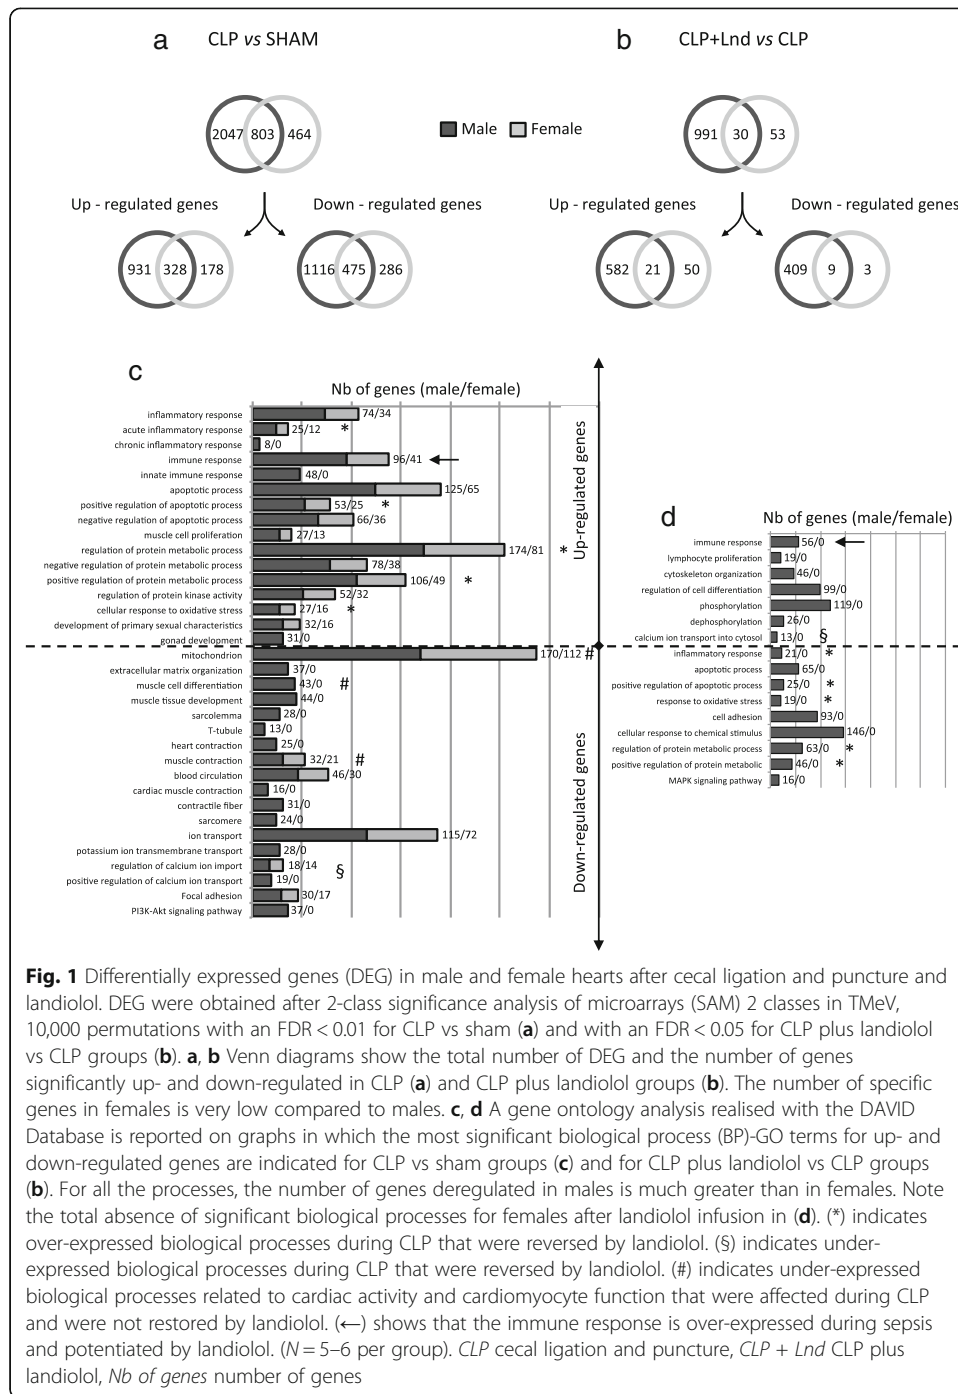 a CLP vs SHAM
b CLP+Lnd vs CLP
2047 803 464
Male Female
991 30 53
Up - regulated genes Down - regulated genes
Up - regulated genes Down - regulated genes
931 328 178
1116 475 286
582 21 50
409 9 3
c
Nb of genes (male/female)
inflammatory response 74/34
acute inflammatory response 25/12 *
chronic inflammatory response 8/0
immune response 96/41 ←
innate immune response 48/0
apoptotic process 125/65
positive regulation of apoptotic process 53/25 *
negative regulation of apoptotic process 66/36
muscle cell proliferation 27/13
regulation of protein metabolic process 174/81 *
negative regulation of protein metabolic process 78/38
positive regulation of protein metabolic process 106/49 *
regulation of protein kinase activity 52/32
cellular response to oxidative stress 27/16 *
development of primary sexual characteristics 32/16
gonad development 31/0
mitochondrion 170/112 #
extracellular matrix organization 37/0
muscle cell differentiation 43/0 #
muscle tissue development 44/0
sarcolemma 28/0
T-tubule 13/0
heart contraction 25/0
muscle contraction 32/21 #
blood circulation 46/30
cardiac muscle contraction 16/0
contractile fiber 31/0
sarcomere 24/0
ion transport 115/72
potassium ion transmembrane transport 28/0
regulation of calcium ion import 18/14
§
positive regulation of calcium ion transport 19/0
Focal adhesion 30/17
PI3K-Akt signaling pathway 37/0
Up-regulated genes
Down-regulated genes
d
Nb of genes (male/female)
immune response 56/0 ←
lymphocyte proliferation 19/0
cytoskeleton organization 46/0
regulation of cell differentiation 99/0
phosphorylation 119/0
dephosphorylation 26/0
calcium ion transport into cytosol 13/0 §
inflammatory response 21/0 *
apoptotic process 65/0
positive regulation of apoptotic process 25/0 *
response to oxidative stress 19/0 *
cell adhesion 93/0
cellular response to chemical stimulus 146/0
regulation of protein metabolic process 63/0 *
positive regulation of protein metabolic 46/0 *
MAPK signaling pathway 16/0
Fig. 1 Differentially expressed genes (DEG) in male and female hearts after cecal ligation and puncture and
landiolol. DEG were obtained after 2-class significance analysis of microarrays (SAM) 2 classes in TMeV,
10,000 permutations with an FDR < 0.01 for CLP vs sham (a) and with an FDR < 0.05 for CLP plus landiolol
vs CLP groups (b). a, b Venn diagrams show the total number of DEG and the number of genes
significantly up- and down-regulated in CLP (a) and CLP plus landiolol groups (b). The number of specific
genes in females is very low compared to males. c, d A gene ontology analysis realised with the DAVID
Database is reported on graphs in which the most significant biological process (BP)-GO terms for up- and
down-regulated genes are indicated for CLP vs sham groups (c) and for CLP plus landiolol vs CLP groups
(b). For all the processes, the number of genes deregulated in males is much greater than in females. Note
the total absence of significant biological processes for females after landiolol infusion in (d). (*) indicates
over-expressed biological processes during CLP that were reversed by landiolol. (§) indicates under-
expressed biological processes during CLP that were reversed by landiolol. (#) indicates under-expressed
biological processes related to cardiac activity and cardiomyocyte function that were affected during CLP
and were not restored by landiolol. (←) shows that the immune response is over-expressed during sepsis
and potentiated by landiolol. (N = 5–6 per group). CLP cecal ligation and puncture, CLP + Lnd CLP plus
landiolol, Nb of genes number of genes